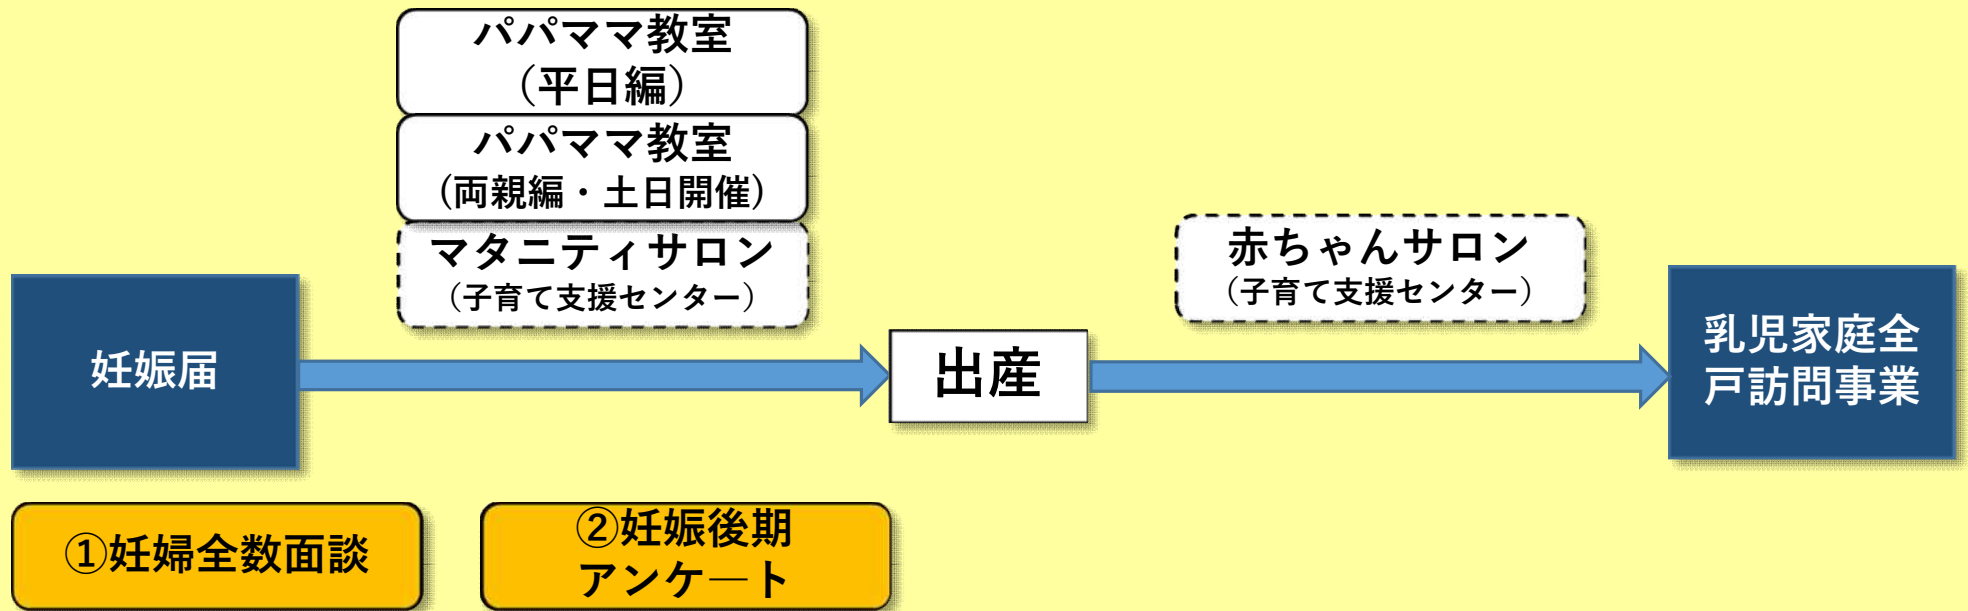 パパママ教室
（平日編）
パパママ教室
(両親編・土日開催)
マタニティサロン
（子育て支援センター）
赤ちゃんサロン
（子育て支援センター）
妊娠届
出産
乳児家庭全
戸訪問事業
①妊婦全数面談
②妊娠後期
アンケート